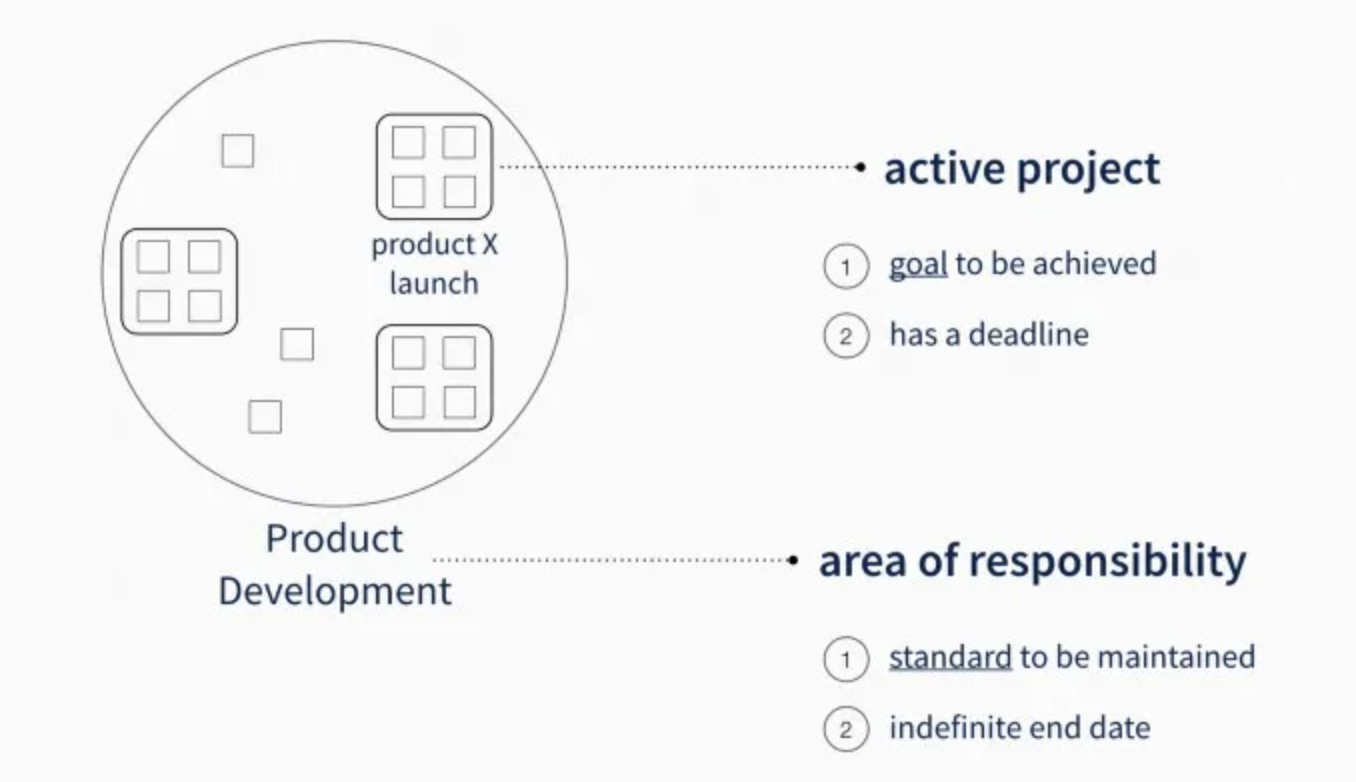 product X
launch
Product
Development
active project
1 goal to be achieved
2 has a deadline
area of responsibility
1 standard to be maintained
2 indefinite end date